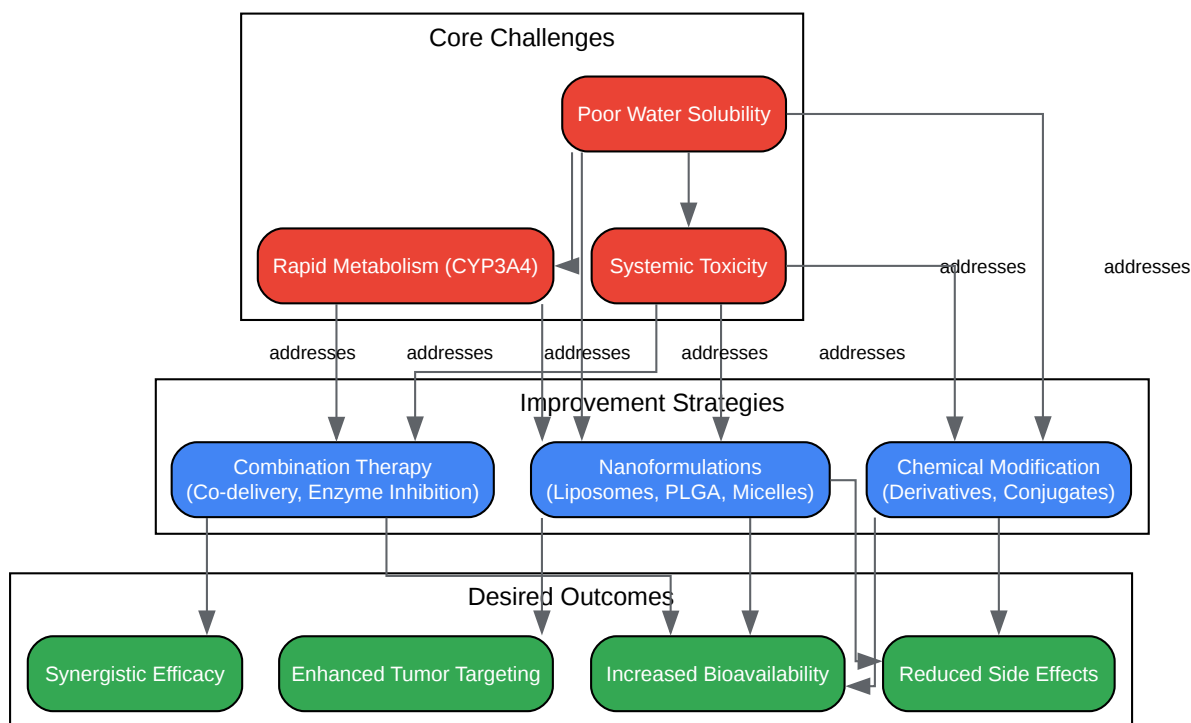 Core Challenges
Poor Water Solubility
Rapid Metabolism (CYP3A4)
Systemic Toxicity
addresses
addresses
addresses
addresses
addresses
addresses
addresses
Improvement Strategies
Combination Therapy
(Co-delivery, Enzyme Inhibition)
Nanoformulations
(Liposomes, PLGA, Micelles)
Chemical Modification
(Derivatives, Conjugates)
Desired Outcomes
Synergistic Efficacy
Enhanced Tumor Targeting
Increased Bioavailability
Reduced Side Effects